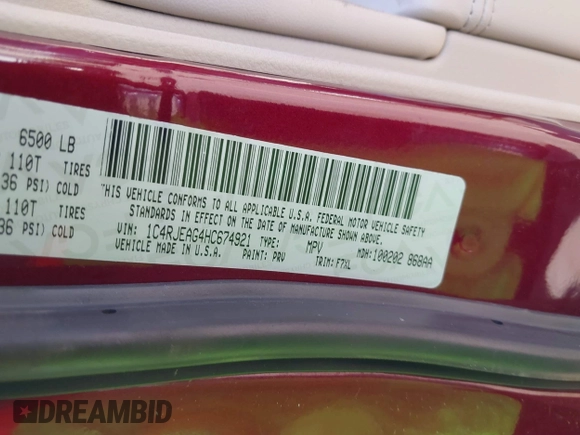 6500 LB
110T TIRES
36 PSI) COLD
110T TIRES
36 PSI) COLD
THIS VEHICLE CONFORMS TO ALL APPLICABLE U.S.A. FEDERAL MOTOR VEHICLE SAFETY
STANDARDS IN EFFECT ON THE DATE OF MANUFACTURE SHOWN ABOVE.
VIN: 1C4RJEAG4HC674921 TYPE: MPV MDH:100202 868AA
VEHICLE MADE IN U.S.A. PAINT: PRV TRIM:F7XL
DREAMBID